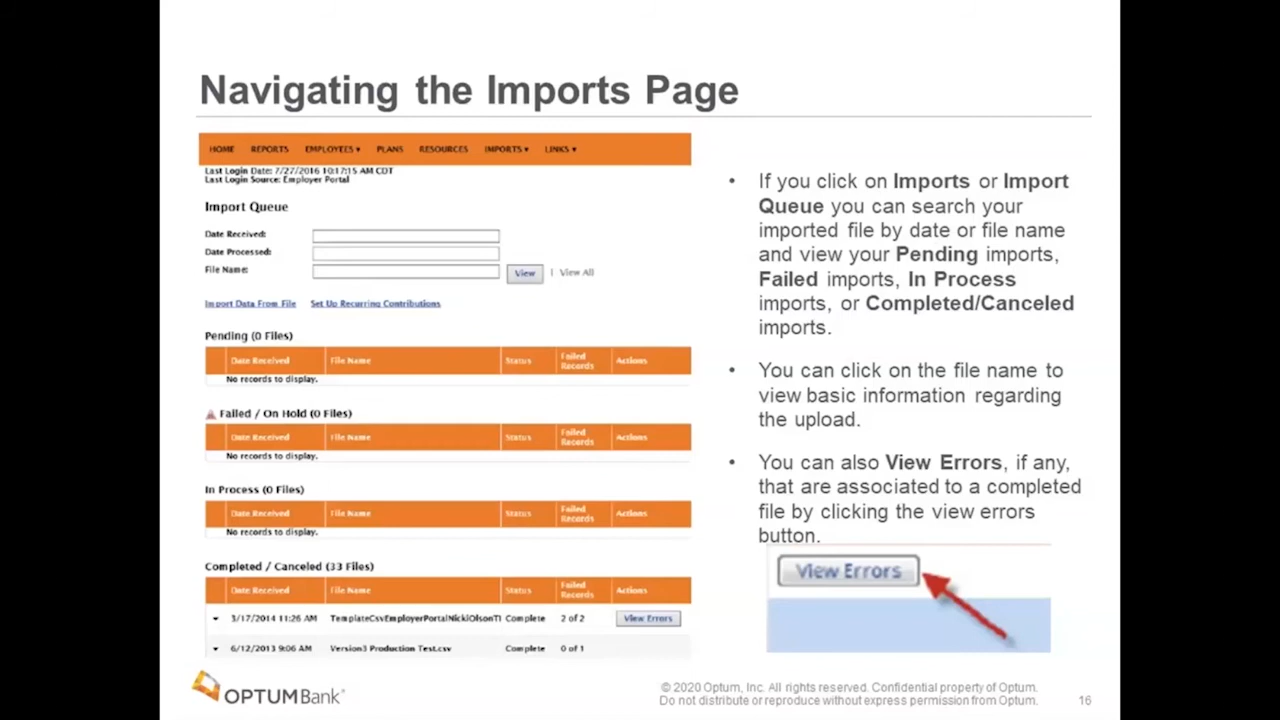 Navigating the Imports Page
HOME REPORTS EMPLOYEES ▾ PLANS RESOURCES IMPORTS ▾ LINKS ▾
Last Login Date: 7/27/2016 10:17:15 AM CDT
Last Login Source: Employer Portal
Import Queue
Date Received:
Date Processed:
File Name:
View | View All
Import Data From File Set Up Recurring Contributions
Pending (0 Files)
Date Received File Name Status Failed Records Actions
No records to display.
Failed / On Hold (0 Files)
Date Received File Name Status Failed Records Actions
No records to display.
In Process (0 Files)
Date Received File Name Status Failed Records Actions
No records to display.
Completed / Canceled (33 Files)
Date Received File Name Status Failed Records Actions
3/17/2014 11:26 AM TemplateCsvEmployerPortalNickiOlsonTI Complete 2 of 2 View Errors
6/12/2013 9:06 AM Version3 Production Test.csv Complete 0 of 1
• If you click on Imports or Import
Queue you can search your
imported file by date or file name
and view your Pending imports,
Failed imports, In Process
imports, or Completed/Canceled
imports.
• You can click on the file name to
view basic information regarding
the upload.
• You can also View Errors, if any,
that are associated to a completed
file by clicking the view errors
button.
View Errors
OPTUMBank®
© 2020 Optum, Inc. All rights reserved. Confidential property of Optum.
Do not distribute or reproduce without express permission from Optum.
16